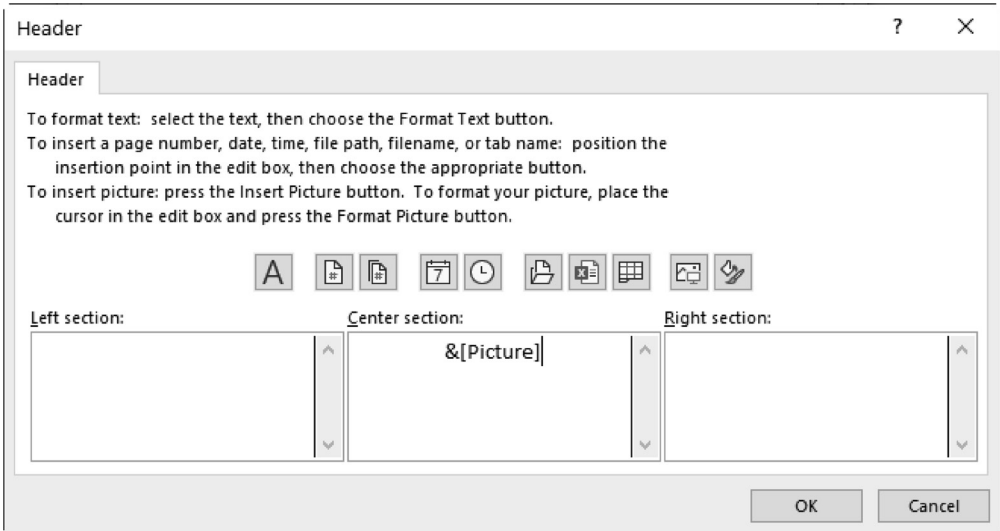 Header
?
Header
To format text: select the text, then choose the Format Text button.
To insert a page number, date, time, file path, filename, or tab name: position the
insertion point in the edit box, then choose the appropriate button.
To insert picture: press the Insert Picture button. To format your picture, place the
cursor in the edit box and press the Format Picture button.
A # # 7
Left section: Center section: Right section:
&[Picture]
OK Cancel